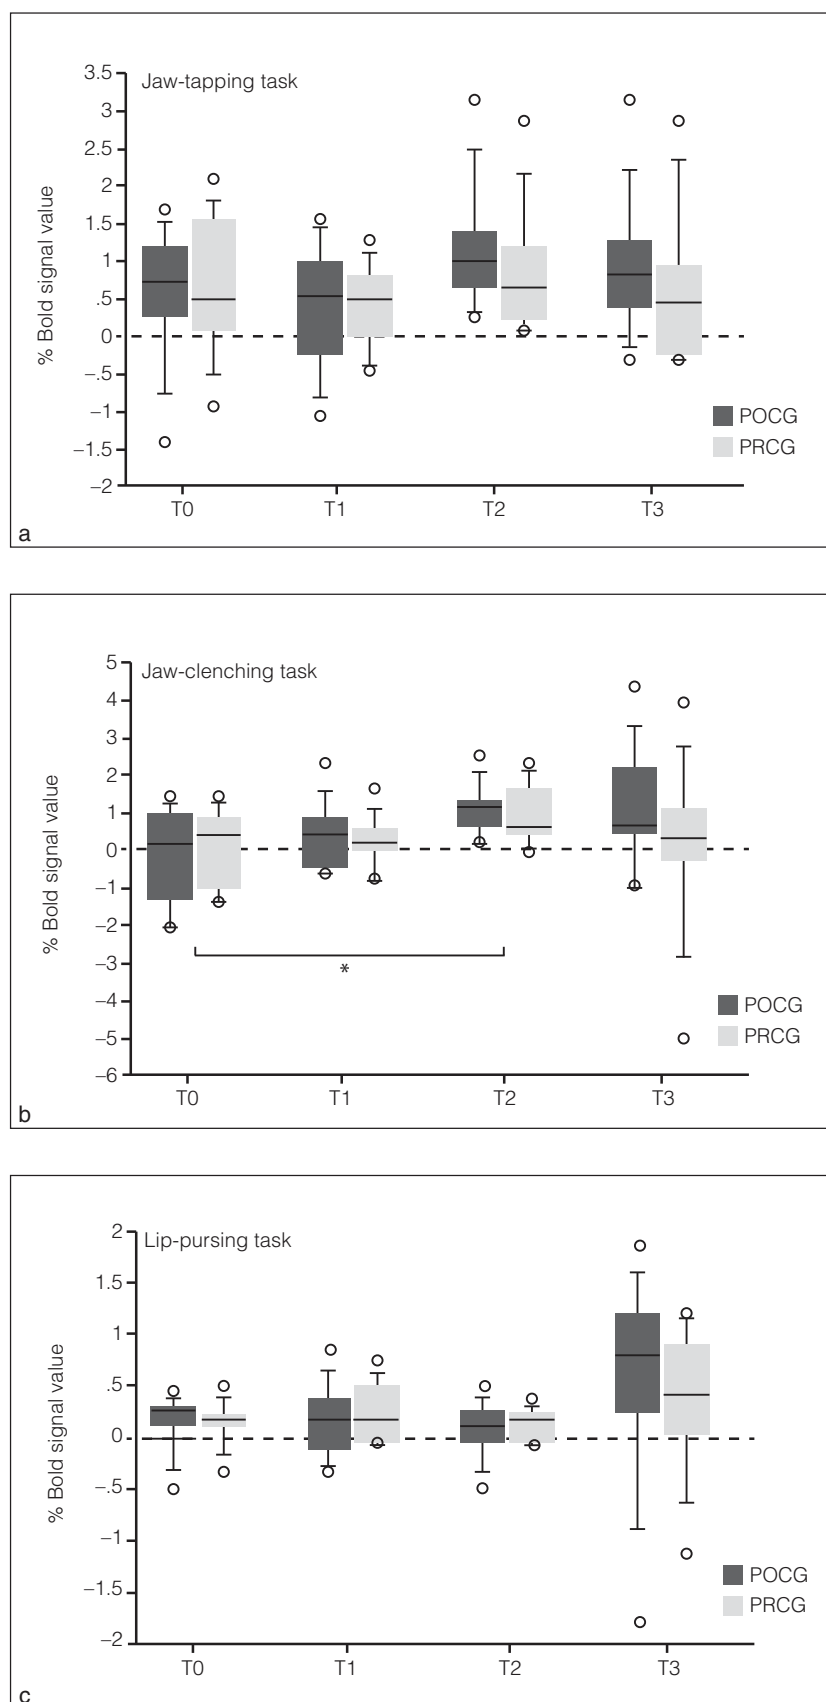 Jaw-tapping task
% Bold signal value
3.5
3
2.5
2
1.5
1
.5
0
–.5
–1
–1.5
–2
T0 T1 T2 T3
POCG
PRCG
a
Jaw-clenching task
% Bold signal value
5
4
3
2
1
0
–1
–2
–3
–4
–5
–6
*
T0 T1 T2 T3
POCG
PRCG
b
Lip-pursing task
% Bold signal value
2
1.5
1
.5
0
–.5
–1
–1.5
–2
T0 T1 T2 T3
POCG
PRCG
c